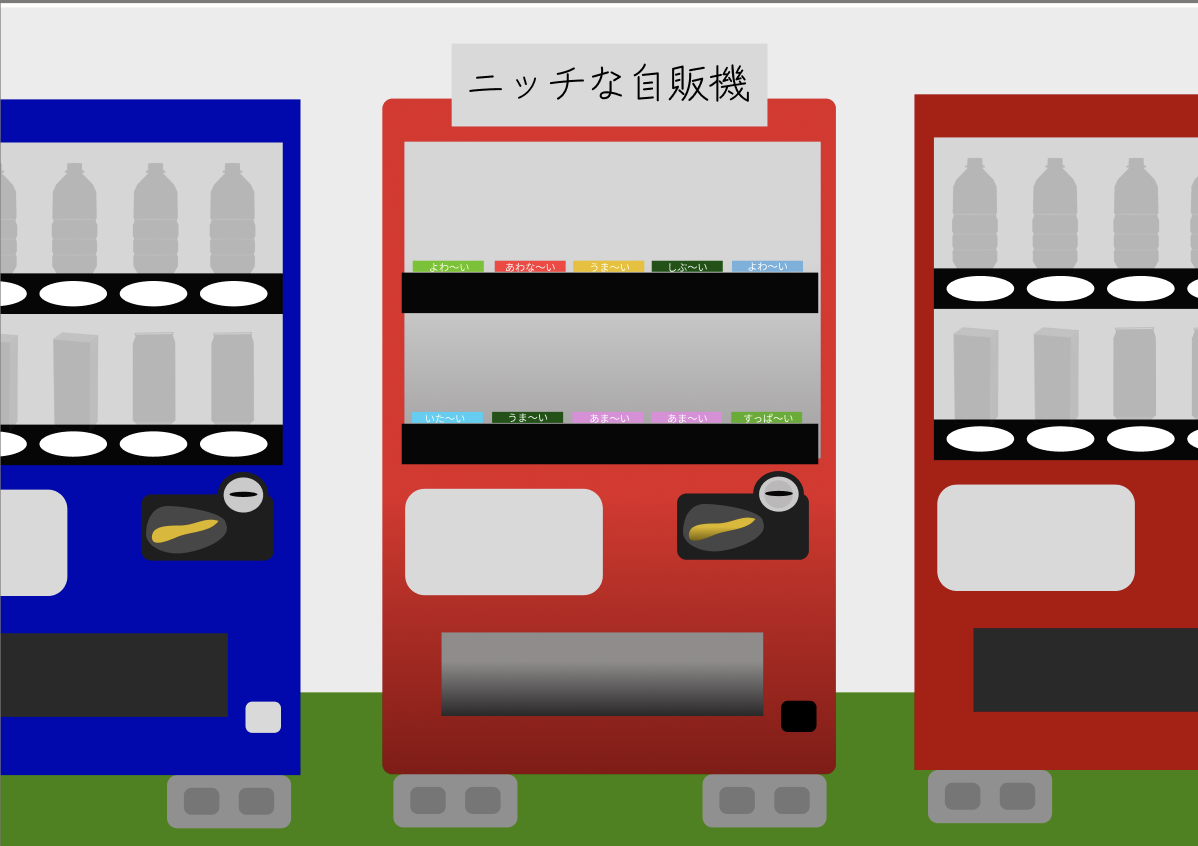 ニッチな自販機
よわ〜い あわな〜い うま〜い しぶ〜い よわ〜い
いた〜い うま〜い あま〜い あま〜い すっぱ〜い